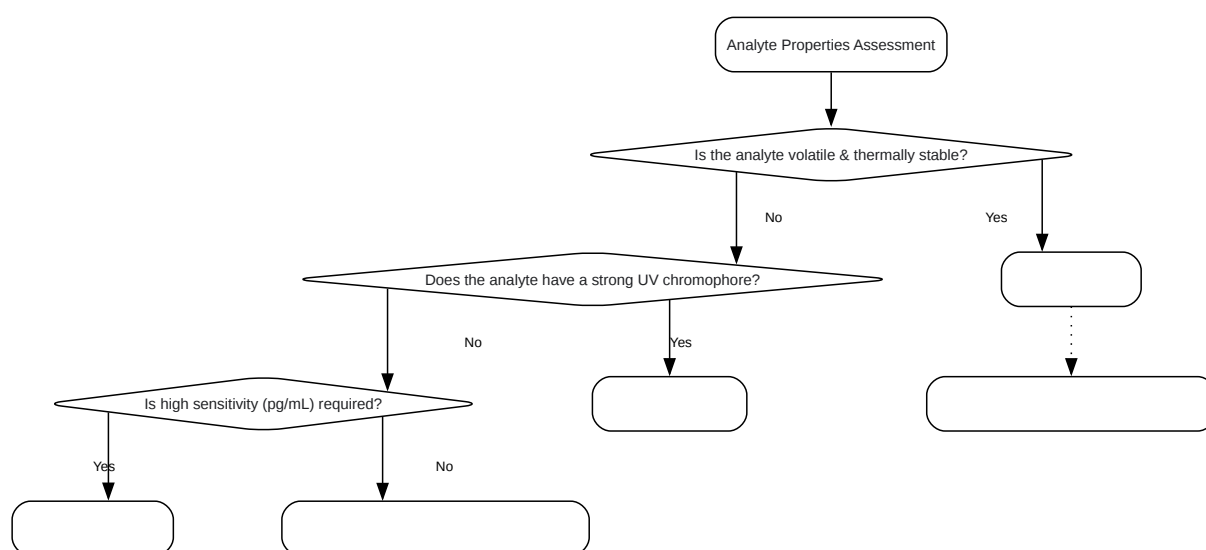 Analyte Properties Assessment
Is the analyte volatile & thermally stable?
No
Yes
Does the analyte have a strong UV chromophore?
No
Yes
Is high sensitivity (pg/mL) required?
Yes
No